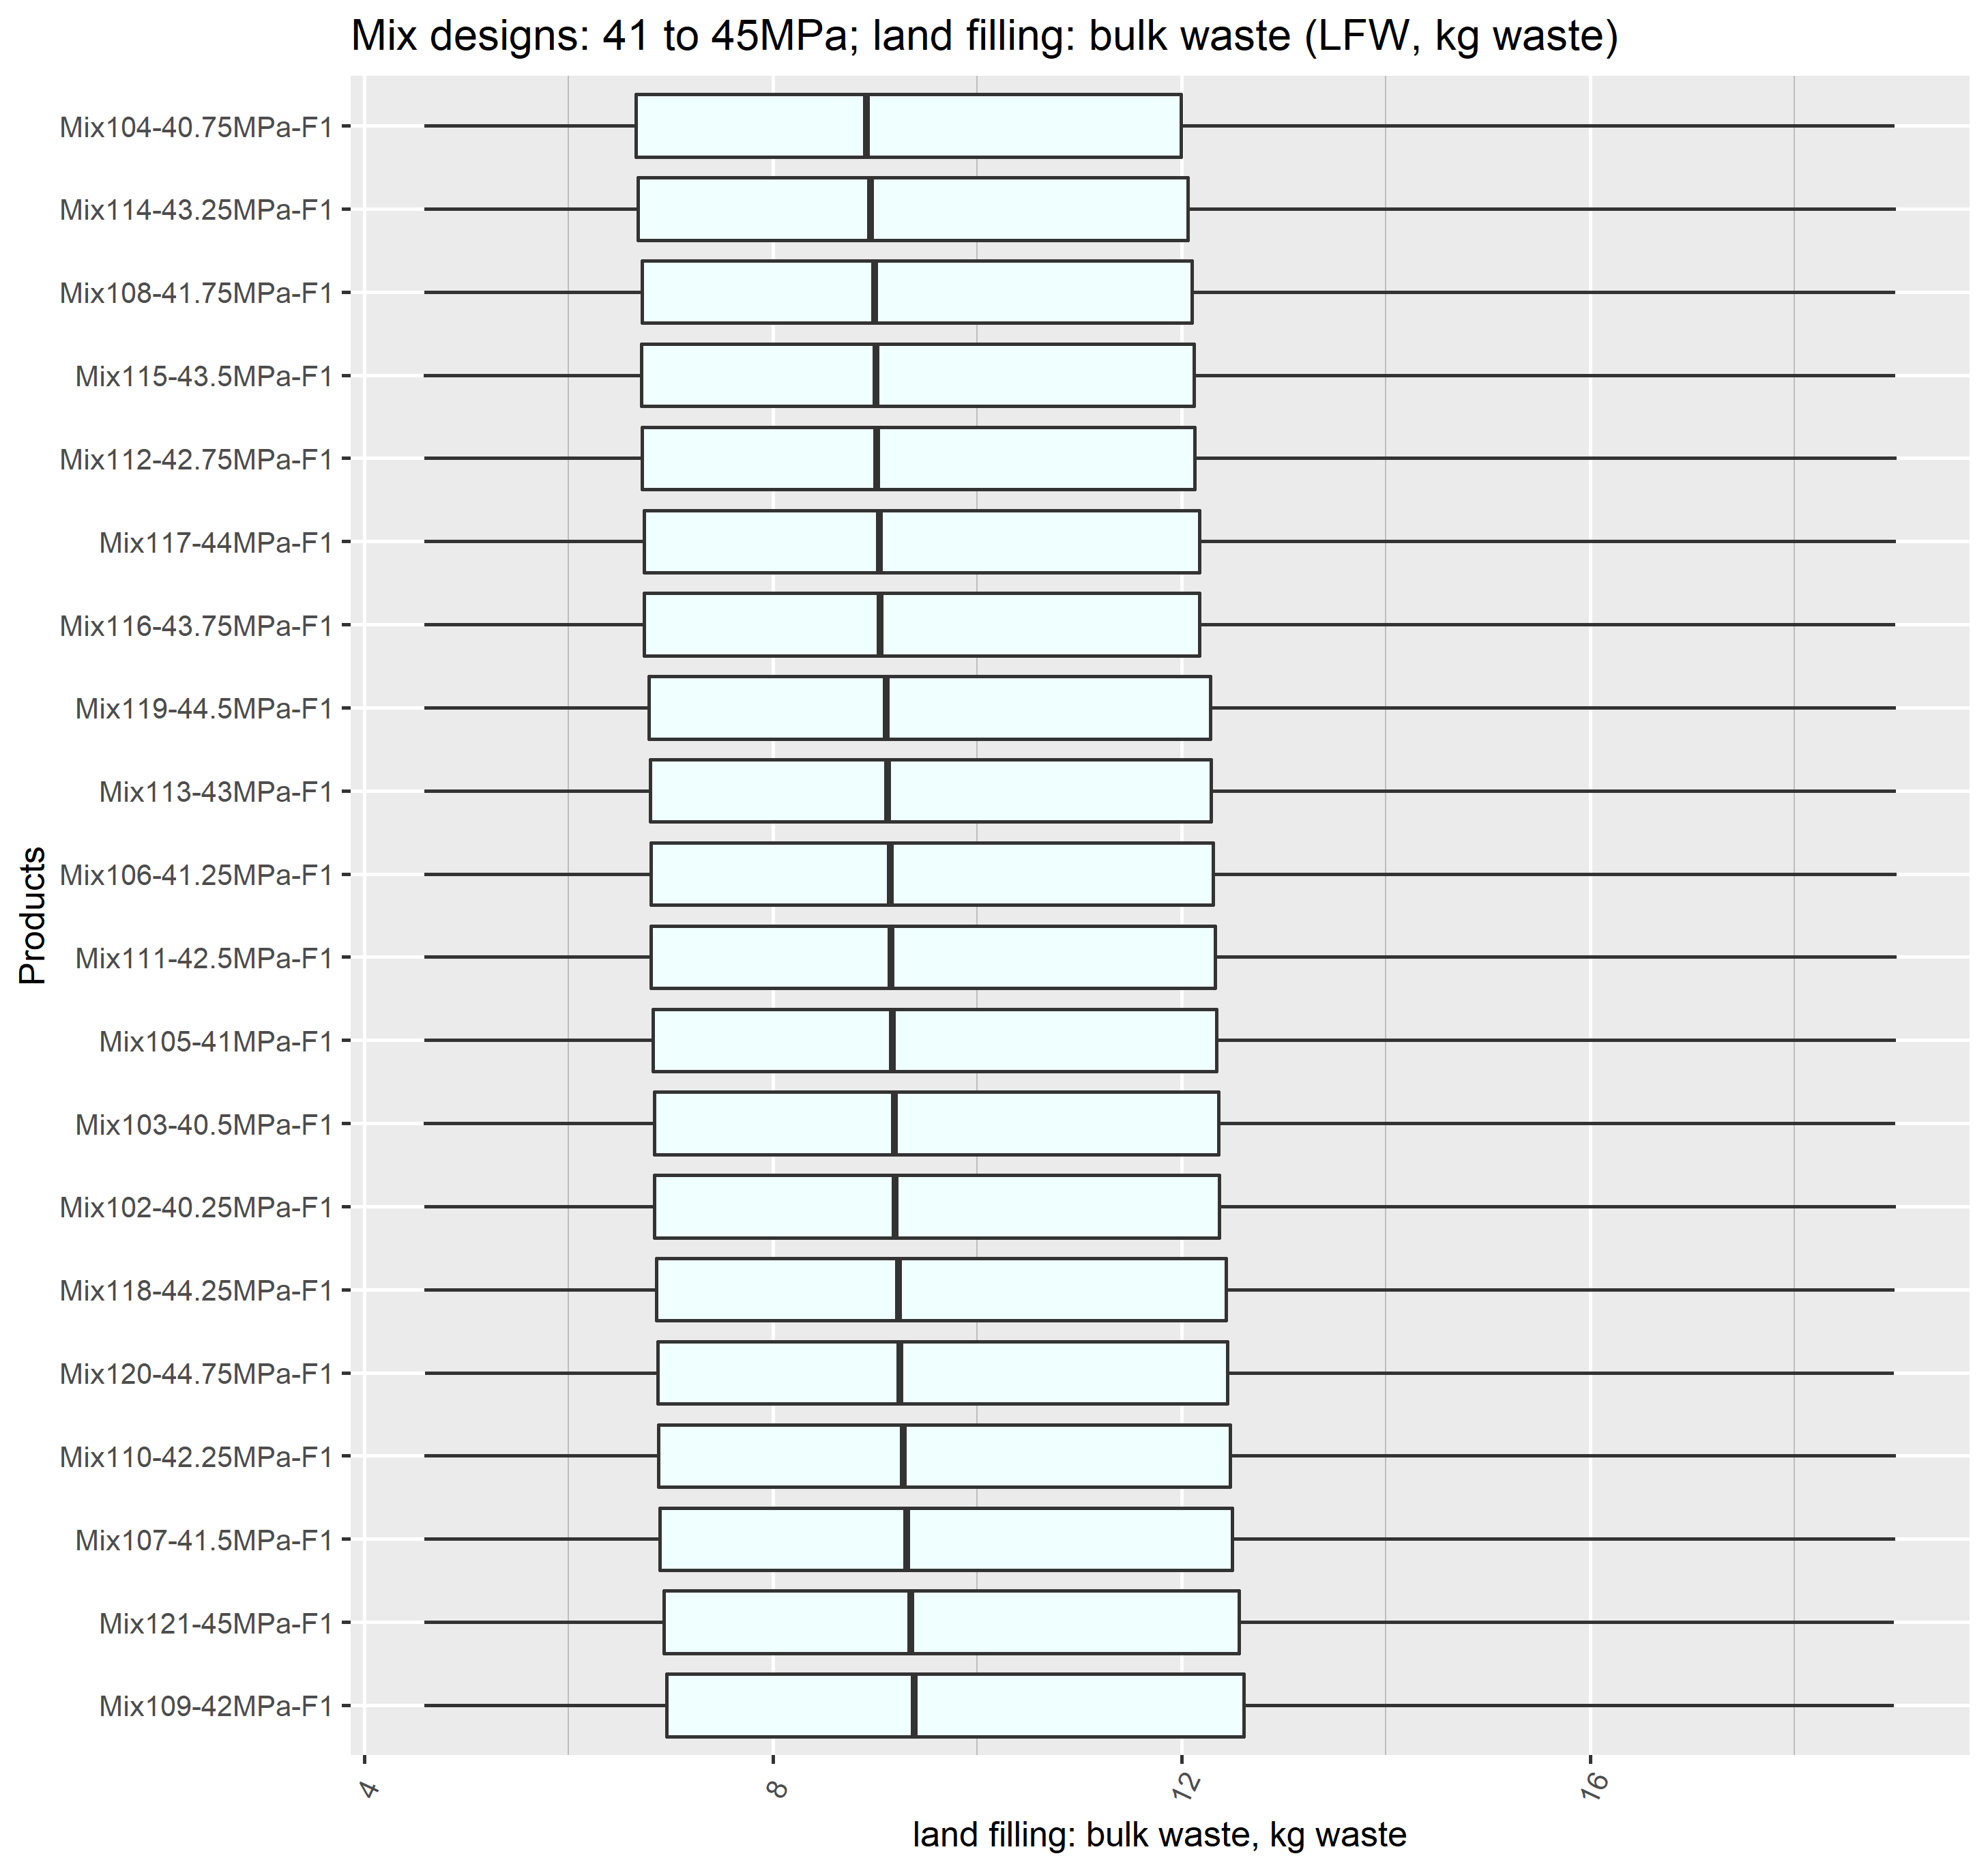 Mix designs: 41 to 45MPa; land filling: bulk waste (LFW, kg waste)
Products
Mix104-40.75MPa-F1
Mix114-43.25MPa-F1
Mix108-41.75MPa-F1
Mix115-43.5MPa-F1
Mix112-42.75MPa-F1
Mix117-44MPa-F1
Mix116-43.75MPa-F1
Mix119-44.5MPa-F1
Mix113-43MPa-F1
Mix106-41.25MPa-F1
Mix111-42.5MPa-F1
Mix105-41MPa-F1
Mix103-40.5MPa-F1
Mix102-40.25MPa-F1
Mix118-44.25MPa-F1
Mix120-44.75MPa-F1
Mix110-42.25MPa-F1
Mix107-41.5MPa-F1
Mix121-45MPa-F1
Mix109-42MPa-F1
4 8 12 16
land filling: bulk waste, kg waste